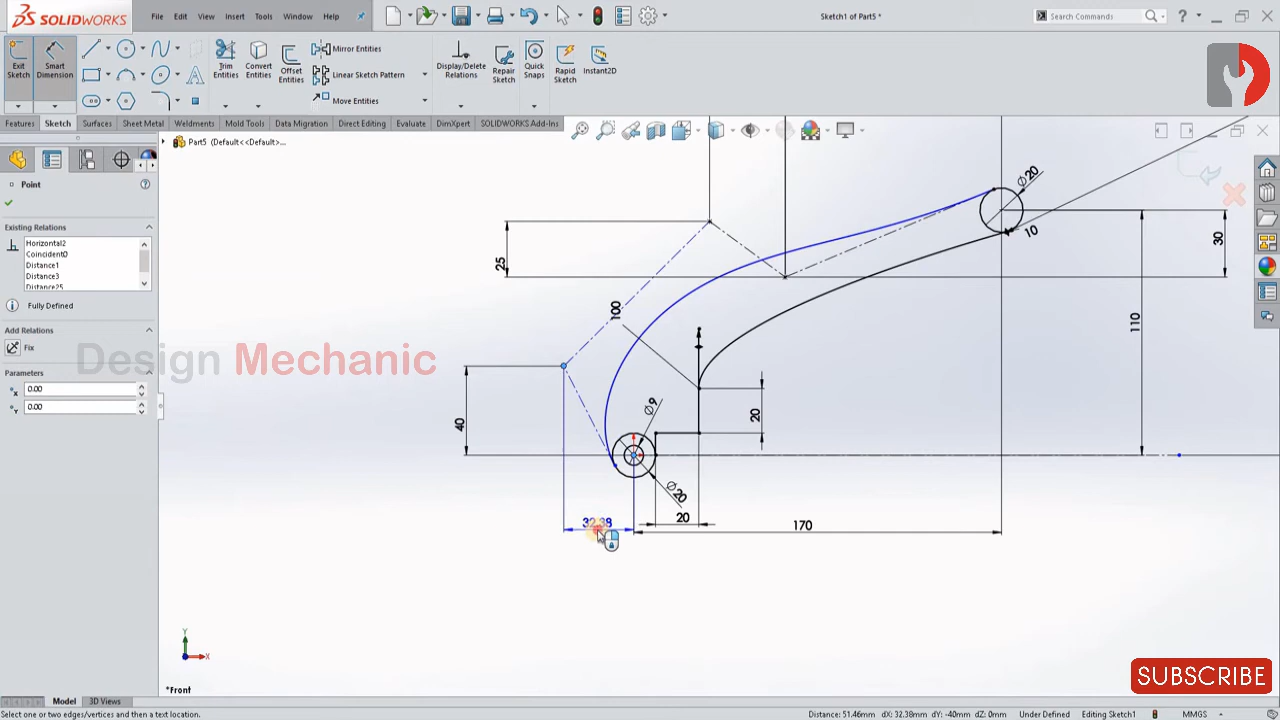 SOLIDWORKS
File Edit View Insert Tools Window Help
Sketch1 of Part5 *
Search Commands
Exit Sketch
Smart Dimension
Trim Entities
Convert Entities
Offset Entities
Mirror Entities
Linear Sketch Pattern
Move Entities
Display/Delete Relations
Repair Sketch
Quick Snaps
Rapid Sketch
Instant2D
Features Sketch Surfaces Sheet Metal Weldments Mold Tools Data Migration Direct Editing Evaluate DimXpert SOLIDWORKS Add-Ins
Part5 (Default<<Default>...
Point
Existing Relations
Horizontal2
Coincident0
Distance1
Distance3
Distance25
Fully Defined
Add Relations
Fix
Parameters
0.00
0.00
Design Mechanic
25
100
40
Ø9
Ø20
20
20
32.38
170
Ø20
10
30
110
Y
X
*Front
SUBSCRIBE
Model 3D Views
Select one or two edges/vertices and then a text location.
Distance: 51.46mm dX: 32.38mm dY: -40mm dZ: 0mm Under Defined Editing Sketch1 MMGS